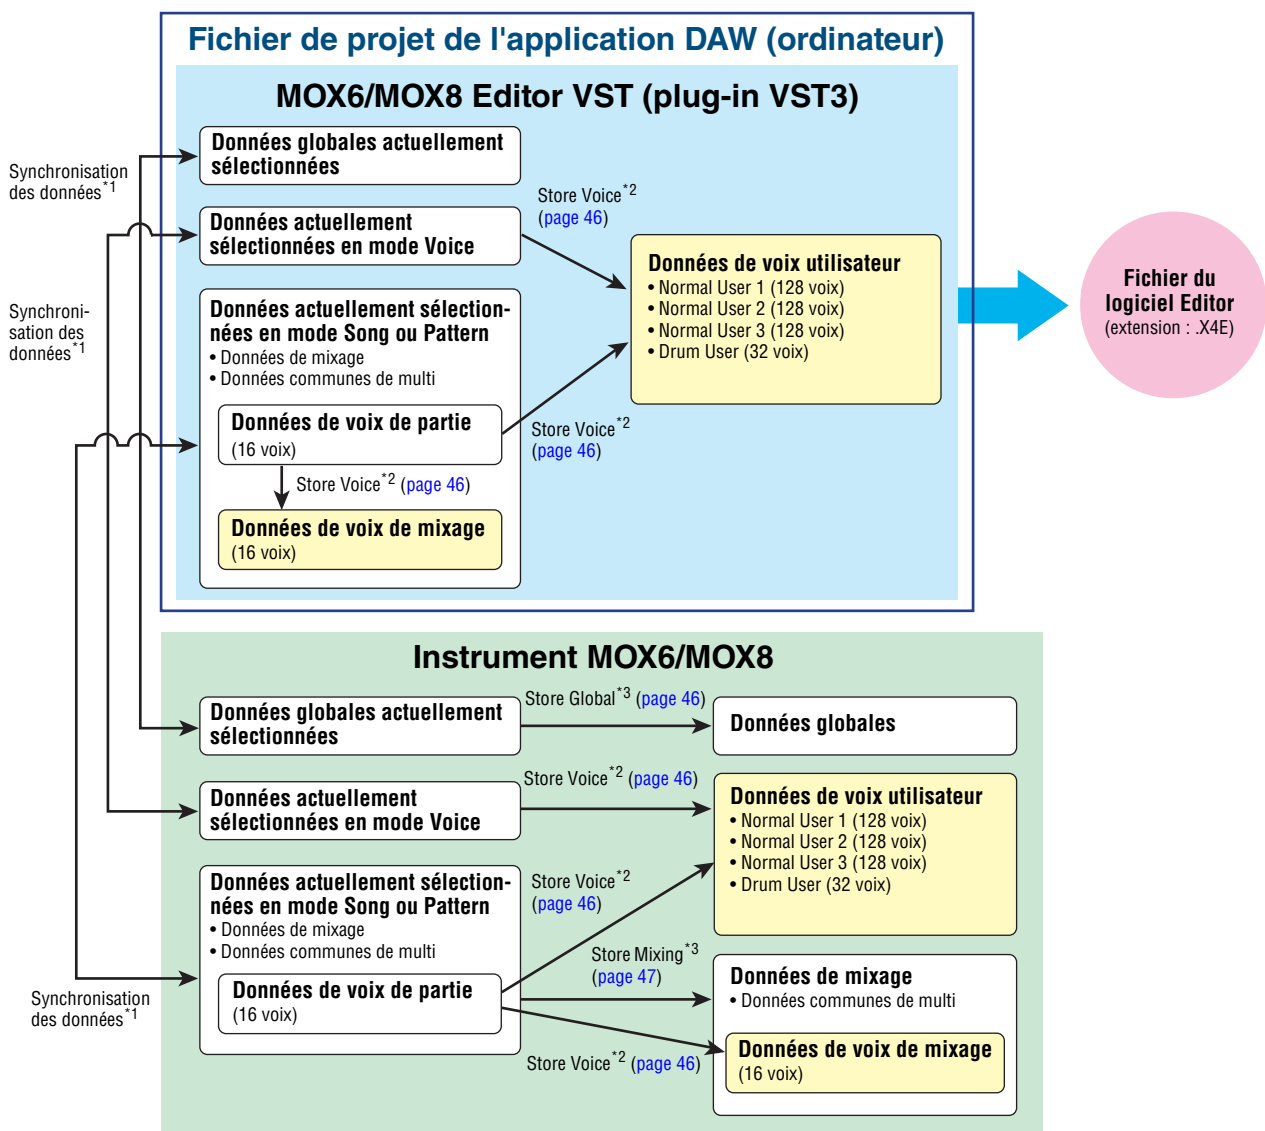 Fichier de projet de l'application DAW (ordinateur)
MOX6/MOX8 Editor VST (plug-in VST3)
Données globales actuellement
sélectionnées
Synchronisation
des données*1
Données actuellement
sélectionnées en mode Voice
Store Voice*2
(page 46)
Données de voix utilisateur
• Normal User 1 (128 voix)
• Normal User 2 (128 voix)
• Normal User 3 (128 voix)
• Drum User (32 voix)
Fichier du
logiciel Editor
(extension : .X4E)
Synchroni-
sation des
données*1
Données actuellement sélection-
nées en mode Song ou Pattern
• Données de mixage
• Données communes de multi
Données de voix de partie
(16 voix)
Store Voice*2
(page 46)
Store Voice*2 (page 46)
Données de voix de mixage
(16 voix)
Instrument MOX6/MOX8
Données globales actuellement
sélectionnées
Store Global*3 (page 46)
Données globales
Données actuellement
sélectionnées en mode Voice
Store Voice*2 (page 46)
Données de voix utilisateur
• Normal User 1 (128 voix)
• Normal User 2 (128 voix)
• Normal User 3 (128 voix)
• Drum User (32 voix)
Données actuellement sélection-
nées en mode Song ou Pattern
• Données de mixage
• Données communes de multi
Store Voice*2
(page 46)
Données de voix de partie
(16 voix)
Synchronisation
des données*1
Store Mixing*3
(page 47)
Données de mixage
• Données communes de multi
Store Voice*2 (page 46)
Données de voix de mixage
(16 voix)